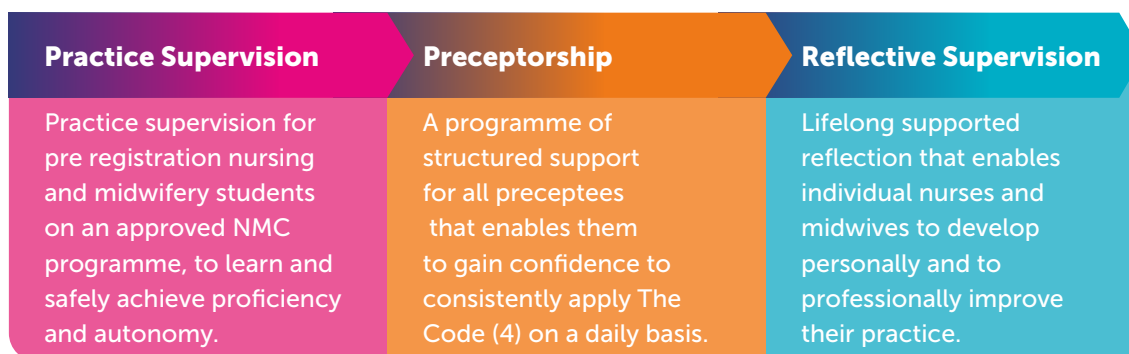 Practice Supervision
Practice supervision for
pre registration nursing
and midwifery students
on an approved NMC
programme, to learn and
safely achieve proficiency
and autonomy.
Preceptorship
A programme of
structured support
for all preceptees
that enables them
to gain confidence to
consistently apply The
Code (4) on a daily basis.
Reflective Supervision
Lifelong supported
reflection that enables
individual nurses and
midwives to develop
personally and to
professionally improve
their practice.